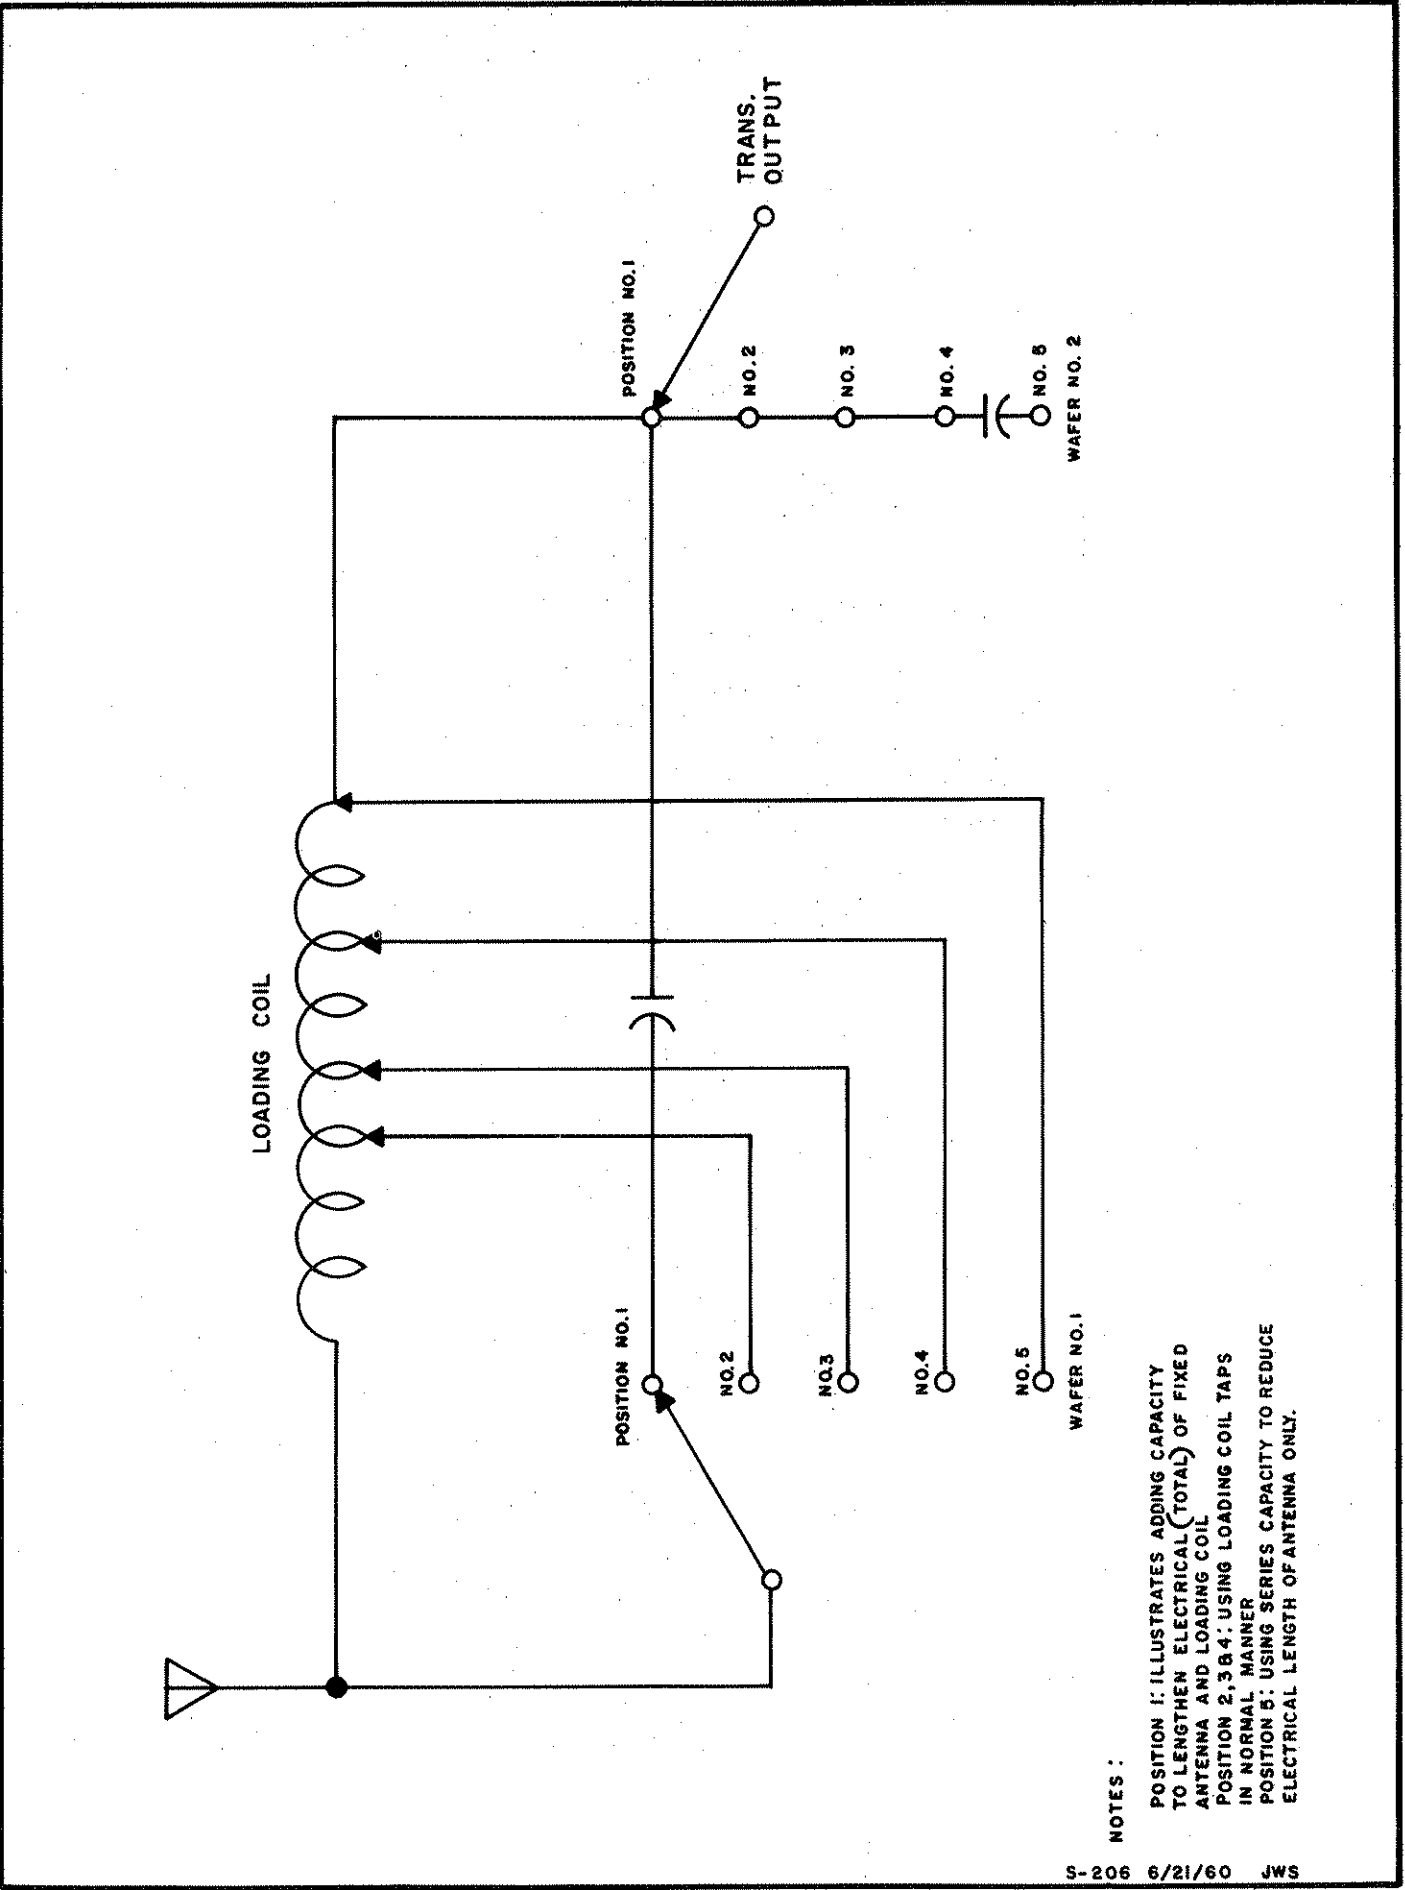 LOADING COIL
TRANS.
OUTPUT
POSITION NO.1
NO.2
NO.3
NO.4
NO.5
WAFER NO.1
POSITION NO.1
NO.2
NO.3
NO.4
NO.5
WAFER NO.2
NOTES:
POSITION 1: ILLUSTRATES ADDING CAPACITY
TO LENGTHEN ELECTRICAL (TOTAL) OF FIXED
ANTENNA AND LOADING COIL
POSITION 2,3&4: USING LOADING COIL TAPS
IN NORMAL MANNER
POSITION 5: USING SERIES CAPACITY TO REDUCE
ELECTRICAL LENGTH OF ANTENNA ONLY.
S-206 6/21/60 JWS